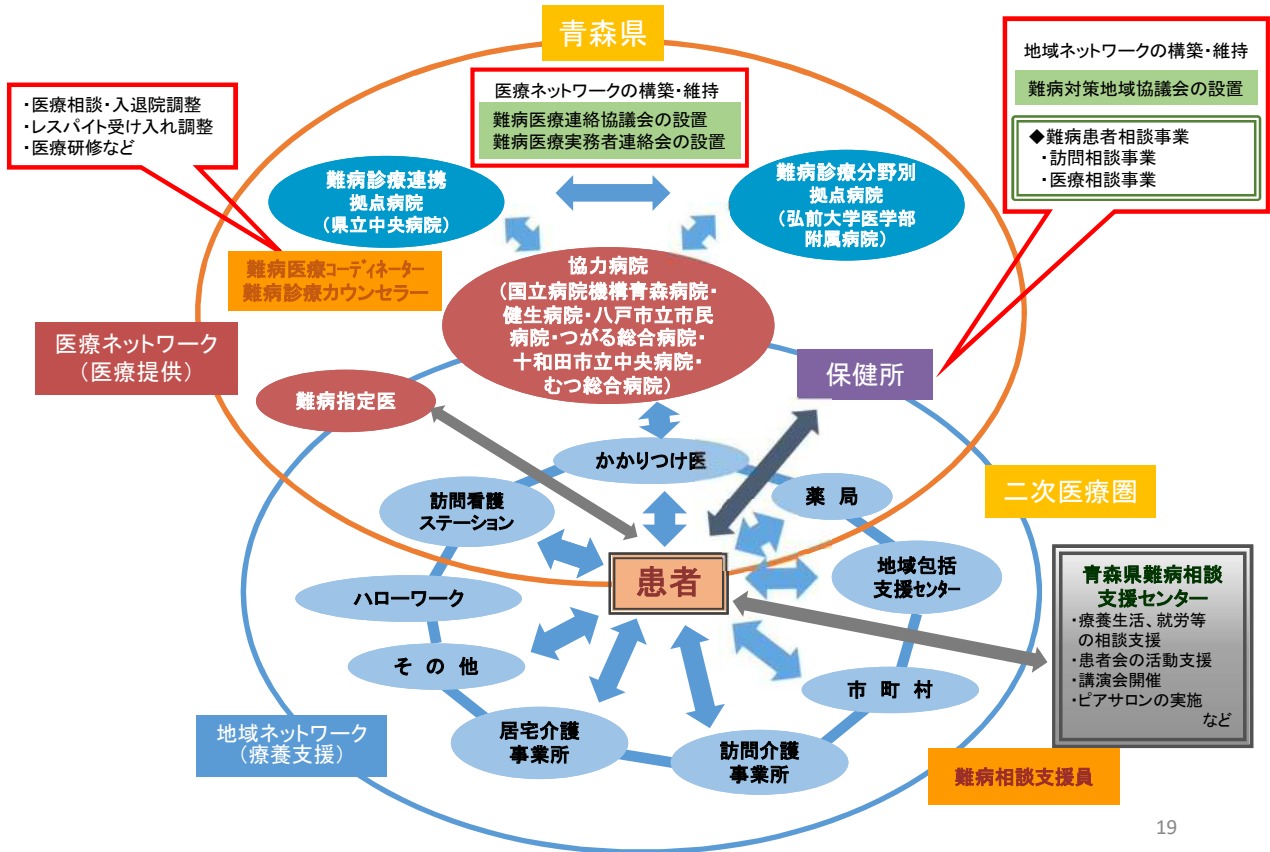 青森県
医療ネットワークの構築・維持
難病医療連絡協議会の設置
難病医療実務者連絡会の設置
地域ネットワークの構築・維持
難病対策地域協議会の設置
◆難病患者相談事業
・訪問相談事業
・医療相談事業
・医療相談・入退院調整
・レスパイト受け入れ調整
・医療研修など
難病診療連携
拠点病院
(県立中央病院)
難病診療分野別
拠点病院
(弘前大学医学部
附属病院)
難病医療コーディネーター
難病診療カウンセラー
協力病院
(国立病院機構青森病院・
健生病院・八戸市立市民
病院・つがる総合病院・
十和田市立中央病院・
むつ総合病院)
医療ネットワーク
(医療提供)
保健所
難病指定医
かかりつけ医
訪問看護
ステーション
薬 局
二次医療圏
患者
地域包括
支援センター
ハローワーク
その他
市町村
居宅介護
事業所
訪問介護
事業所
地域ネットワーク
(療養支援)
青森県難病相談
支援センター
・療養生活、就労等
の相談支援
・患者会の活動支援
・講演会開催
・ピアサロンの実施
など
難病相談支援員
19